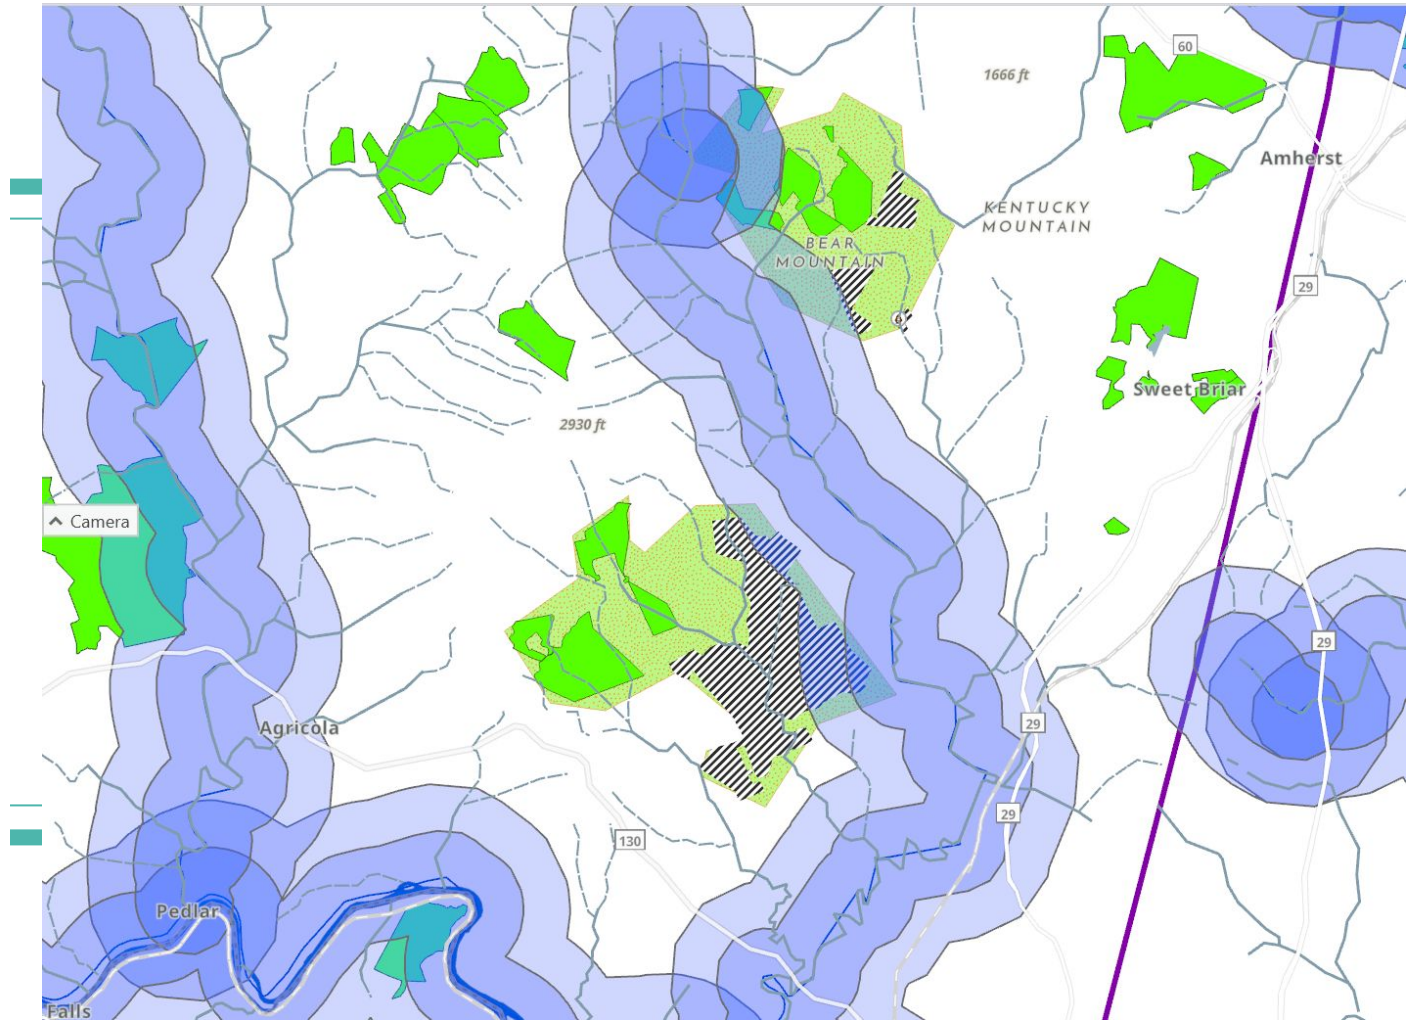 60
1666 ft
Amherst
KENTUCKY
MOUNTAIN
BEAR
MOUNTAIN
29
6
Sweet Briar
2930 ft
Camera
29
Agricola
29
29
130
Pedlar
Falls